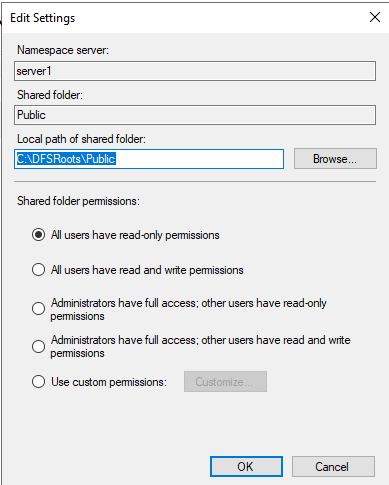 Edit Settings
Namespace server:
server1
Shared folder:
Public
Local path of shared folder:
C:\DFSRoots\Public
Browse...
Shared folder permissions:
All users have read-only permissions
All users have read and write permissions
Administrators have full access; other users have read-only
permissions
Administrators have full access; other users have read and write
permissions
Use custom permissions:
Customize...
OK
Cancel